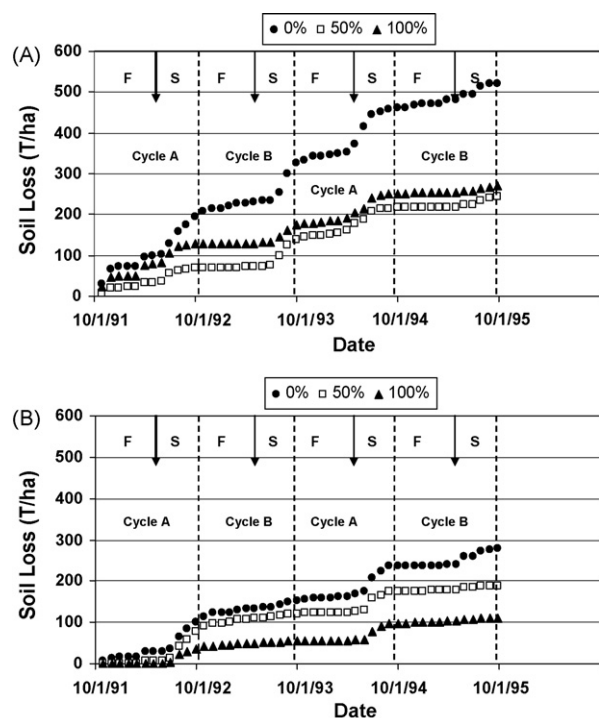 ● 0% □ 50% ▲ 100%
(A)
600
F S F S F S F S
500
400
Cycle A Cycle B Cycle B
300
Cycle A
200
100
0
Soil Loss (T/ha)
10/1/91 10/1/92 10/1/93 10/1/94 10/1/95
Date
● 0% □ 50% ▲ 100%
(B)
600
F S F S F S F S
500
400
Cycle A Cycle B Cycle A Cycle B
300
200
100
0
Soil Loss (T/ha)
10/1/91 10/1/92 10/1/93 10/1/94 10/1/95
Date